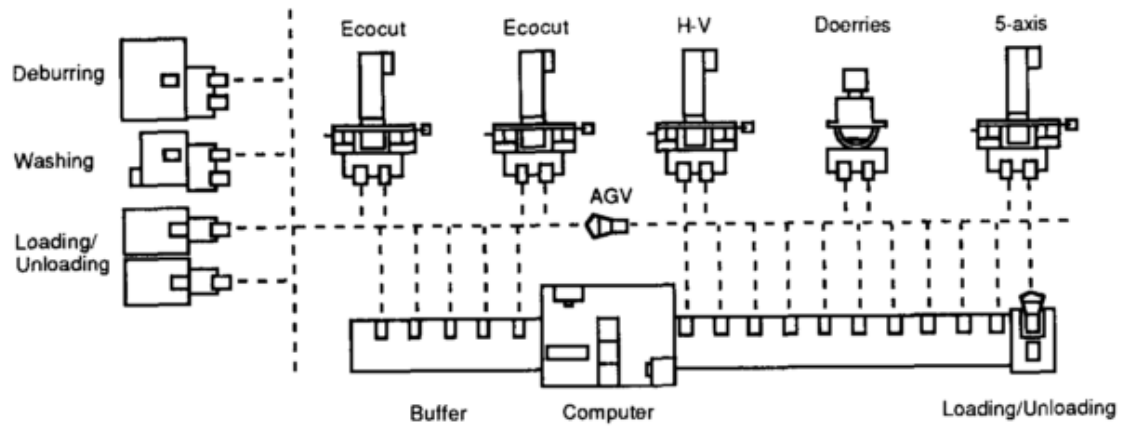 Ecocut
Ecocut
H-V
Doerries
5-axis
Deburring
Washing
AGV
Loading/
Unloading
Buffer
Computer
Loading/Unloading